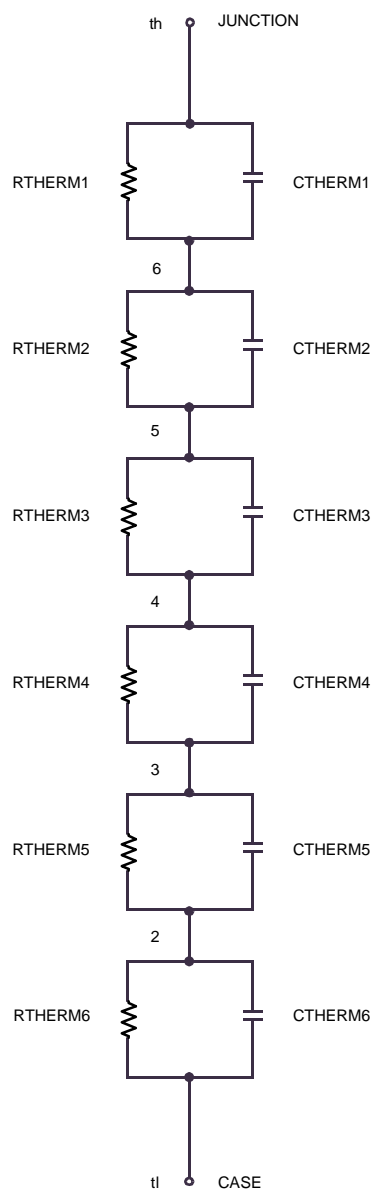 th JUNCTION
RTHERM1 CTHERM1
6
RTHERM2 CTHERM2
5
RTHERM3 CTHERM3
4
RTHERM4 CTHERM4
3
RTHERM5 CTHERM5
2
RTHERM6 CTHERM6
tl CASE